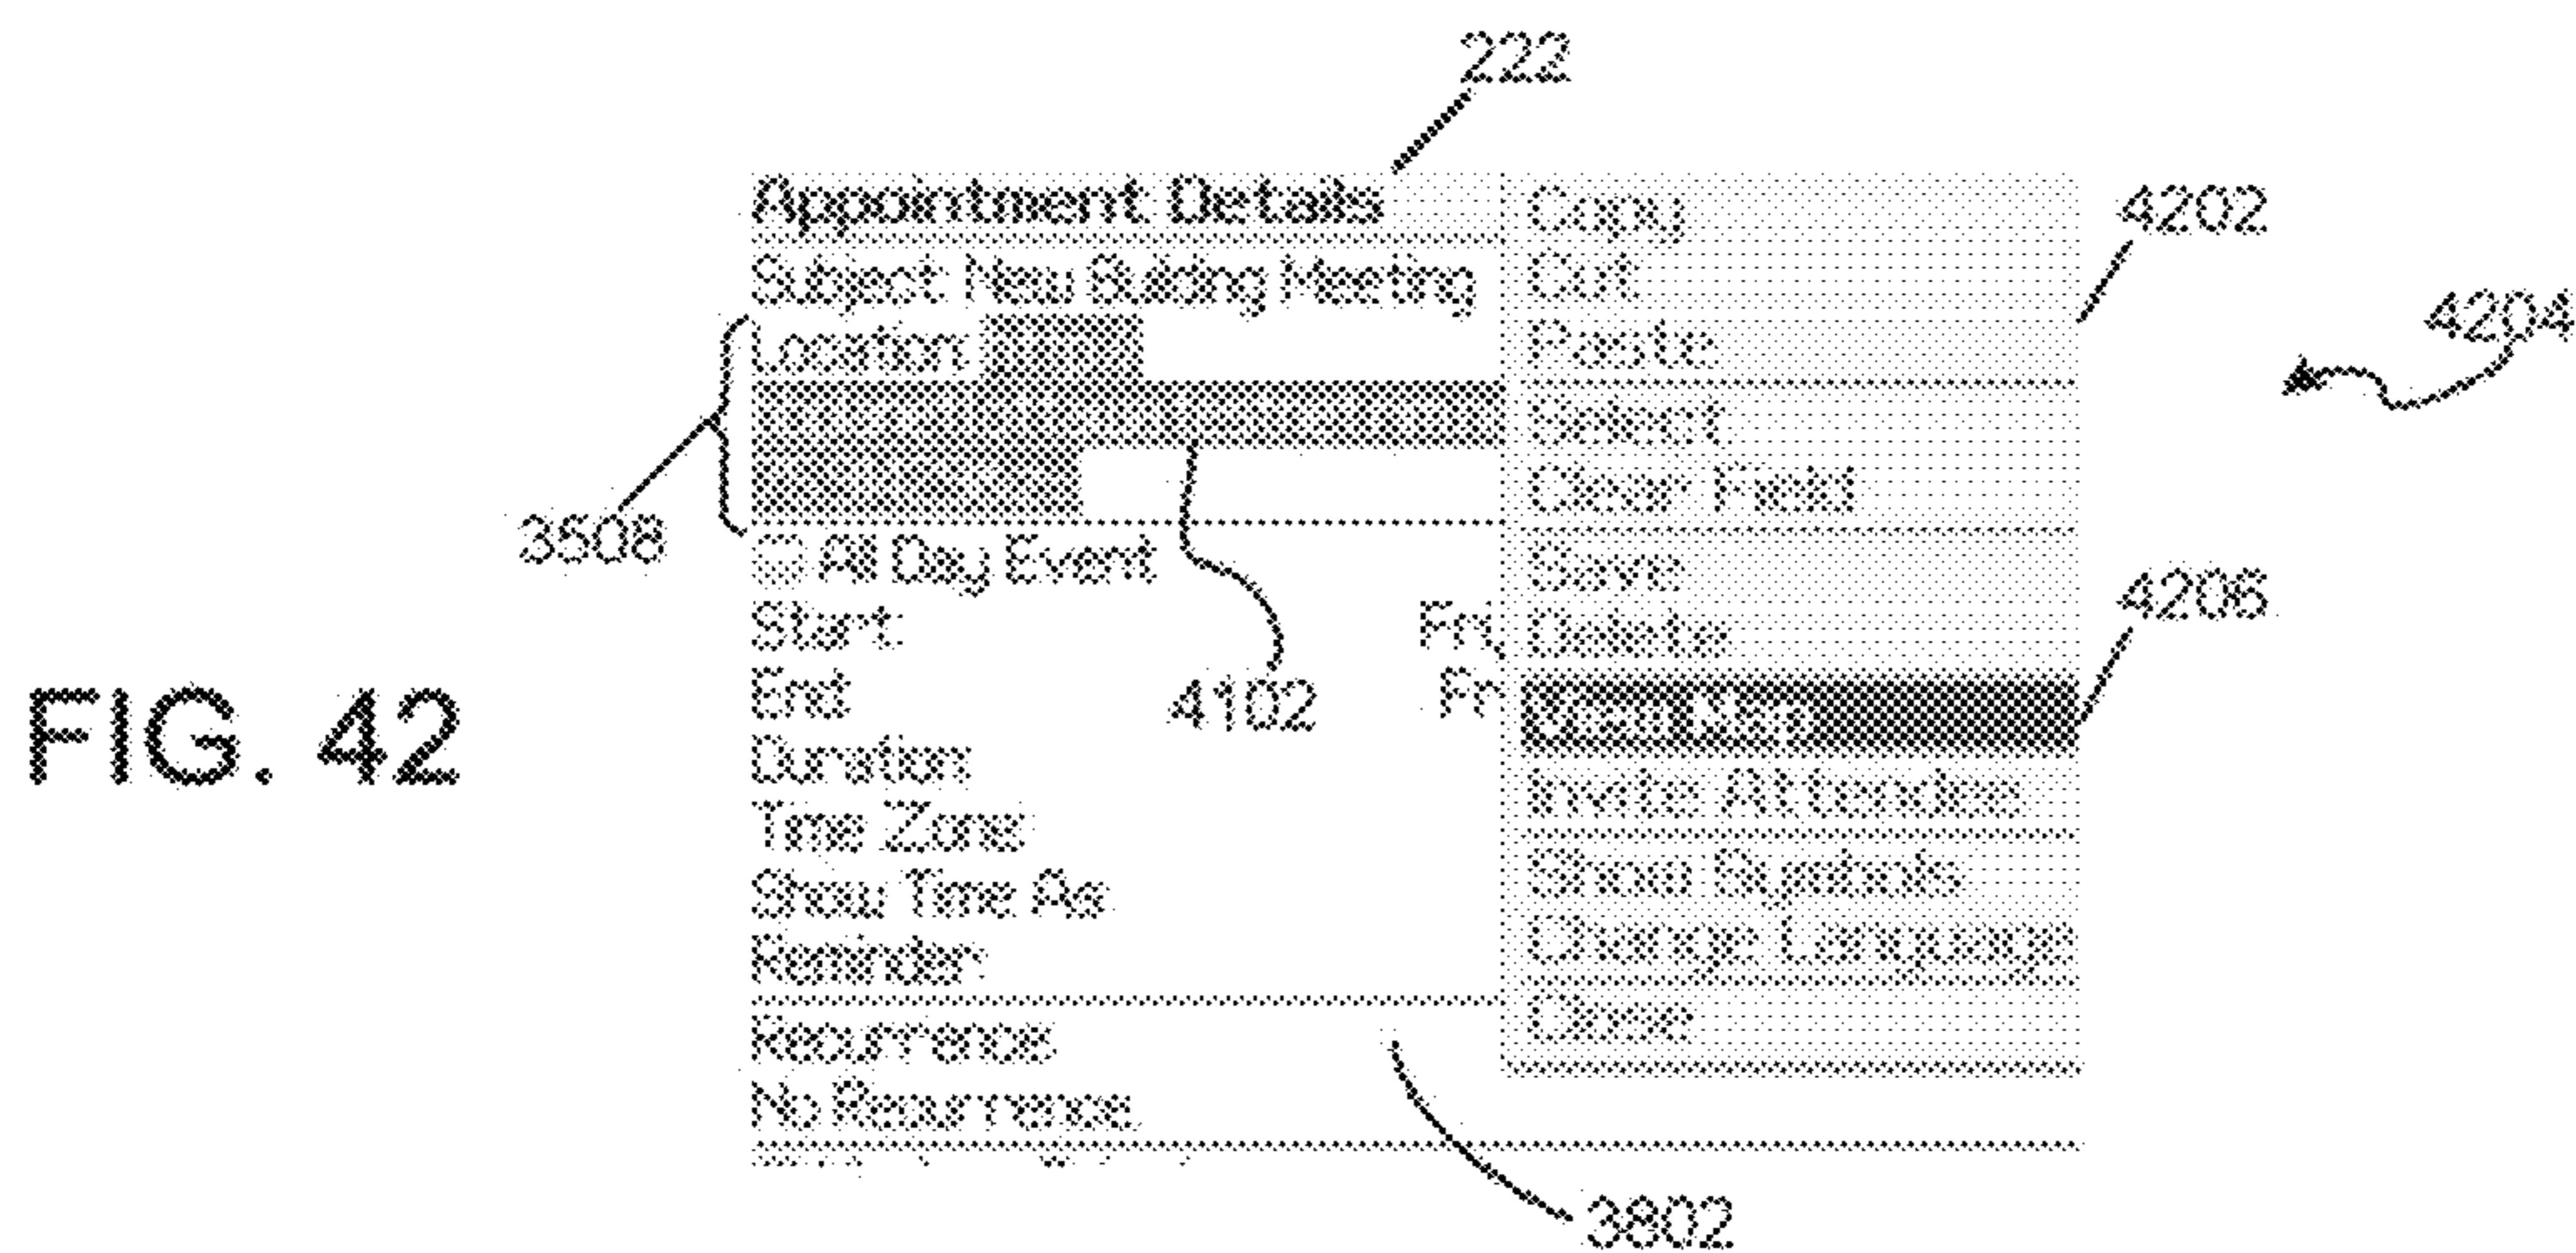 222
Appointment Details
Subject: New Building Meeting
Location:
All Day Event
Start: Fri,
End: Fri
Duration:
Time Zone:
Show Time As:
Reminder:
Recurrence:
No Recurrence.
Copy
Cut
Paste
Select
Clear Field
Save
Delete
Invite Attendee
Show Symbols
Change Language
Close
4202
4204
4206
3508
4102
3802
FIG. 42